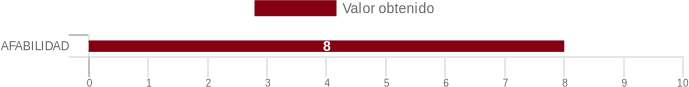 Valor obtenido
AFABILIDAD 8
0 1 2 3 4 5 6 7 8 9 10